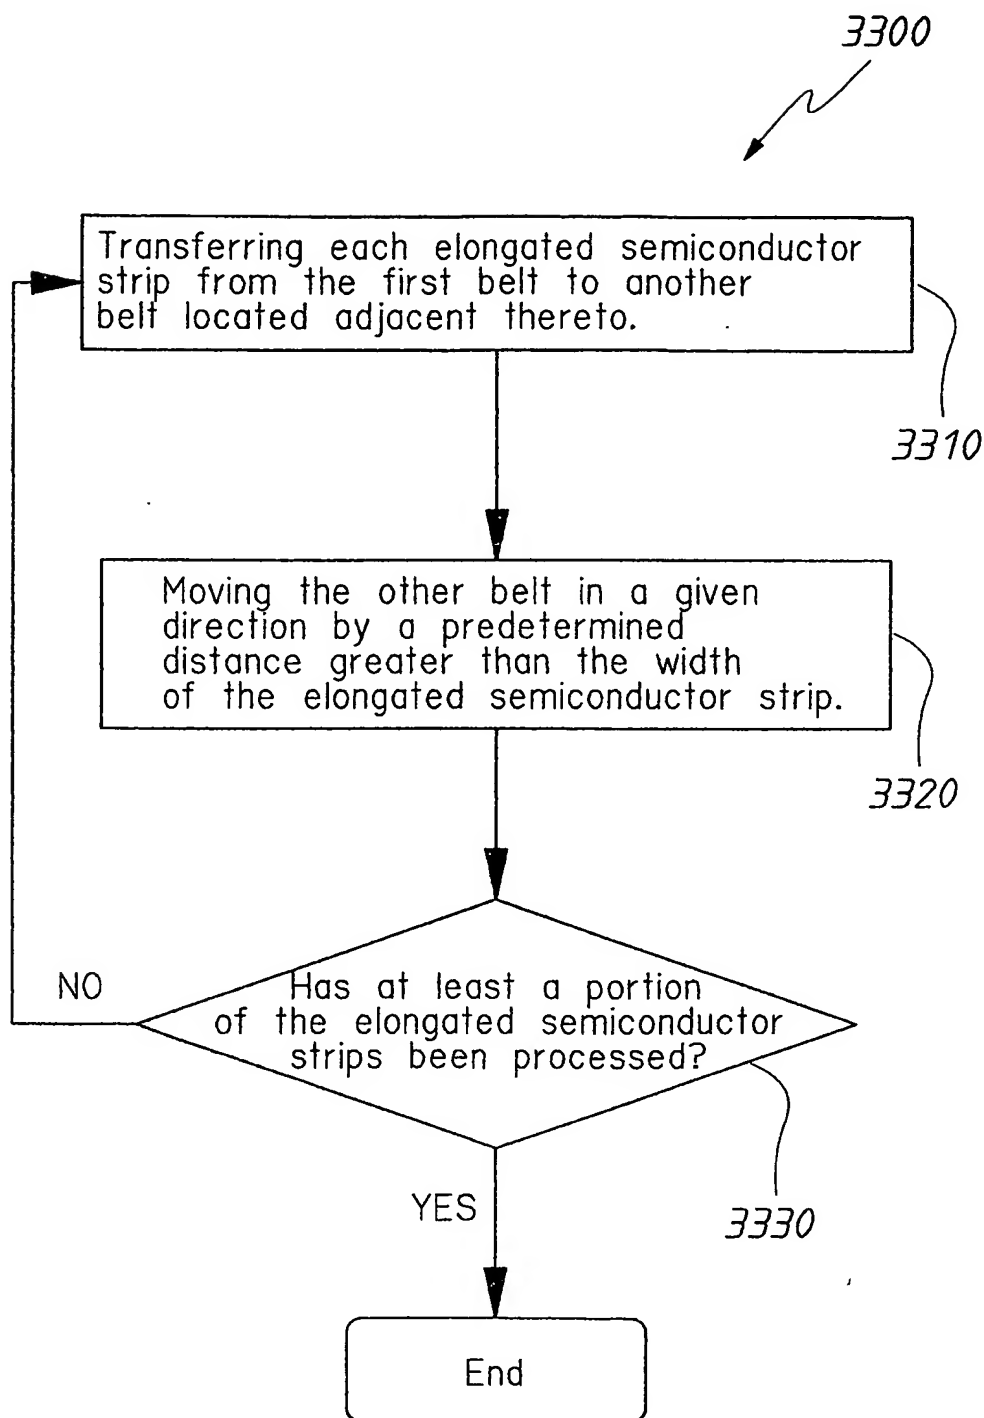 3300
Transferring each elongated semiconductor
strip from the first belt to another
belt located adjacent thereto.
3310
Moving the other belt in a given
direction by a predetermined
distance greater than the width
of the elongated semiconductor strip.
3320
NO
Has at least a portion
of the elongated semiconductor
strips been processed?
YES
3330
End